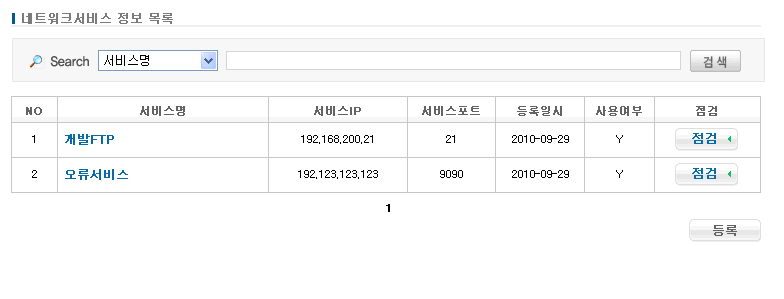 네트워크서비스 정보 목록
Search 서비스명 검색
NO 서비스명 서비스IP 서비스포트 등록일시 사용여부 점검
1 개발FTP 192,168,200,21 21 2010-09-29 Y 점검
2 오류서비스 192,123,123,123 9090 2010-09-29 Y 점검
1
등록